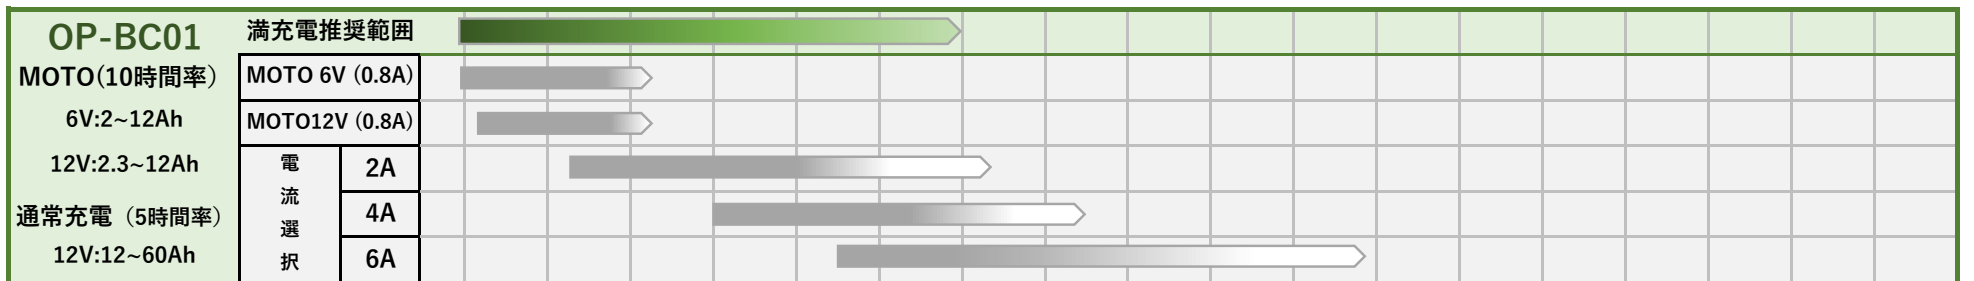 OP-BC01
MOTO(10時間率)
6V:2~12Ah
12V:2.3~12Ah
通常充電（5時間率）
12V:12~60Ah
満充電推奨範囲
MOTO 6V (0.8A)
MOTO12V (0.8A)
電流選択
2A
4A
6A